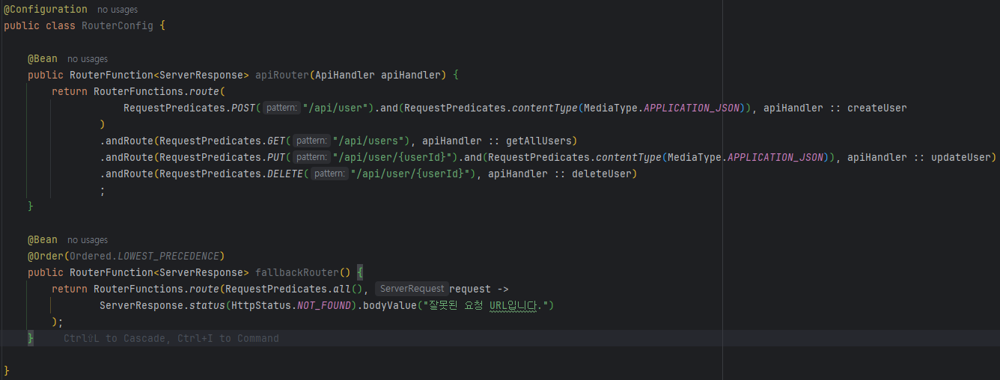 @Configuration no usages
public class RouterConfig {
@Bean no usages
public RouterFunction<ServerResponse> apiRouter(ApiHandler apiHandler) {
return RouterFunctions.route(
RequestPredicates.POST( pattern: "/api/user").and(RequestPredicates.contentType(MediaType.APPLICATION_JSON)), apiHandler :: createUser
)
.andRoute(RequestPredicates.GET( pattern: "/api/users"), apiHandler :: getAllUsers)
.andRoute(RequestPredicates.PUT( pattern: "/api/user/{userId}").and(RequestPredicates.contentType(MediaType.APPLICATION_JSON)), apiHandler :: updateUser)
.andRoute(RequestPredicates.DELETE( pattern: "/api/user/{userId}"), apiHandler :: deleteUser)
;
}
@Bean no usages
@Order(Ordered.LOWEST_PRECEDENCE)
public RouterFunction<ServerResponse> fallbackRouter() {
return RouterFunctions.route(RequestPredicates.all(), ServerRequest request ->
ServerResponse.status(HttpStatus.NOT_FOUND).bodyValue("잘못된 요청 URL입니다.")
);
} Ctrl⇧L to Cascade, Ctrl+I to Command
}